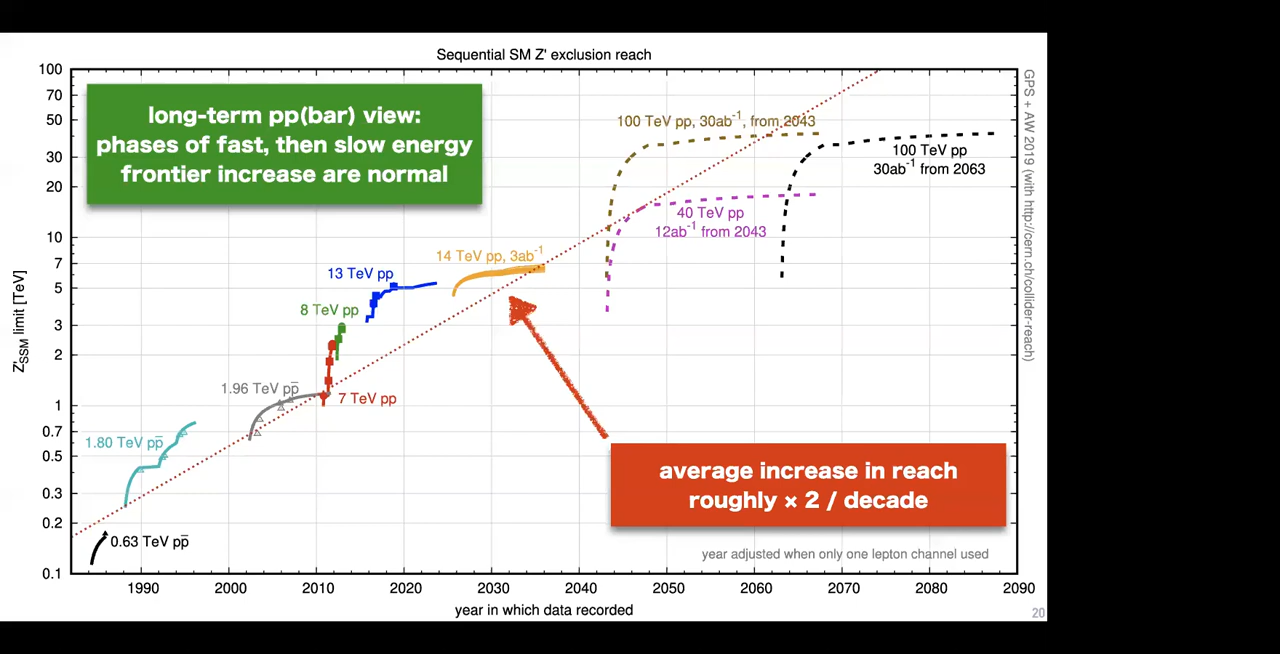 Sequential SM Z' exclusion reach
long-term pp(bar) view:
phases of fast, then slow energy
frontier increase are normal
100
70
50
30
20
10
7
5
3
2
1
0.7
0.5
0.3
0.2
0.1
Z'SSM limit [TeV]
0.63 TeV pp̅
1.80 TeV pp̅
1.96 TeV pp̅
7 TeV pp
8 TeV pp
13 TeV pp
14 TeV pp, 3ab⁻¹
100 TeV pp, 30ab⁻¹, from 2043
40 TeV pp
12ab⁻¹ from 2043
100 TeV pp
30ab⁻¹ from 2063
average increase in reach
roughly × 2 / decade
year adjusted when only one lepton channel used
1990
2000
2010
2020
2030
2040
2050
2060
2070
2080
2090
year in which data recorded
GPS + AW 2019 (with http://cern.ch/collider-reach)
20